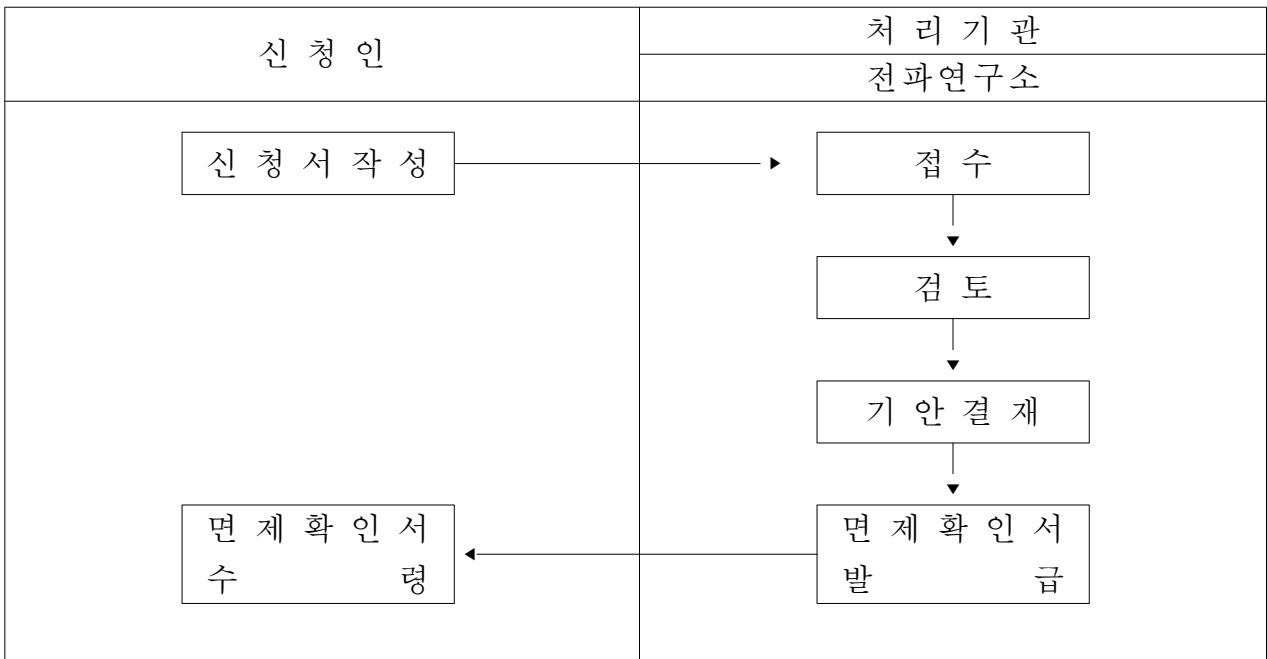 신 청 인
처 리 기 관
전파연구소
신 청 서 작 성
접 수
검 토
기 안 결 재
면 제 확 인 서
발 급
면 제 확 인 서
수 령